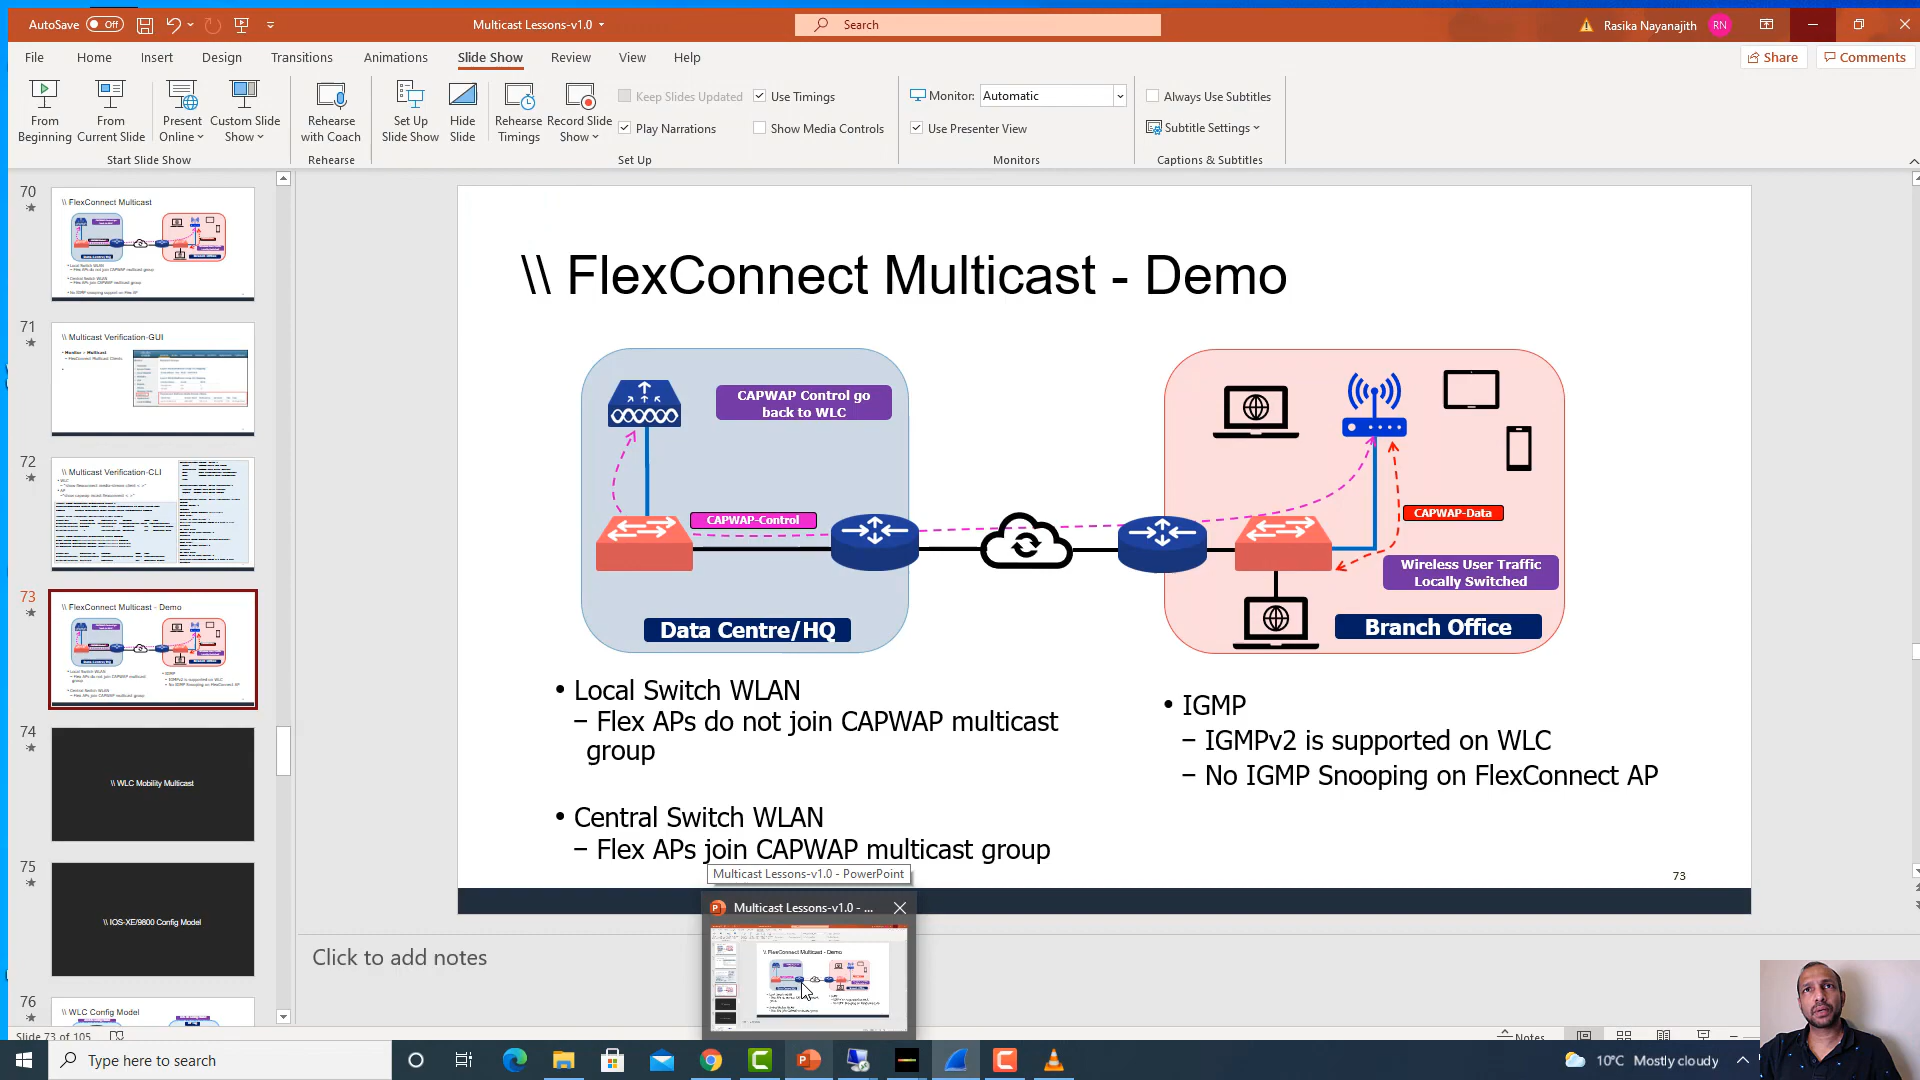 AutoSave Off
Multicast Lessons-v1.0
Search
Rasika Nayanajith
RN
File Home Insert Design Transitions Animations Slide Show Review View Help
Share Comments
From Beginning
From Current Slide
Present Online
Custom Slide Show
Start Slide Show
Rehearse with Coach
Rehearse
Set Up Slide Show
Hide Slide
Rehearse Timings
Record Slide Show
Keep Slides Updated
Use Timings
Play Narrations
Show Media Controls
Set Up
Monitor: Automatic
Use Presenter View
Monitors
Always Use Subtitles
Subtitle Settings
Captions & Subtitles
70
\\ FlexConnect Multicast
71
\\ Multicast Verification-GUI
72
\\ Multicast Verification-CLI
73
\\ FlexConnect Multicast - Demo
74
\\ WLC Mobility Multicast
75
\\ IOS-XE/9800 Config Model
76
\\ WLC Config Model
\\ FlexConnect Multicast - Demo
CAPWAP Control go
back to WLC
CAPWAP-Control
Data Centre/HQ
CAPWAP-Data
Wireless User Traffic
Locally Switched
Branch Office
• Local Switch WLAN
– Flex APs do not join CAPWAP multicast
group
• Central Switch WLAN
– Flex APs join CAPWAP multicast group
• IGMP
– IGMPv2 is supported on WLC
– No IGMP Snooping on FlexConnect AP
73
Multicast Lessons-v1.0 - PowerPoint
Multicast Lessons-v1.0 - ...
\\ FlexConnect Multicast - Demo
Click to add notes
Slide 73 of 105
Notes
Type here to search
10°C Mostly cloudy